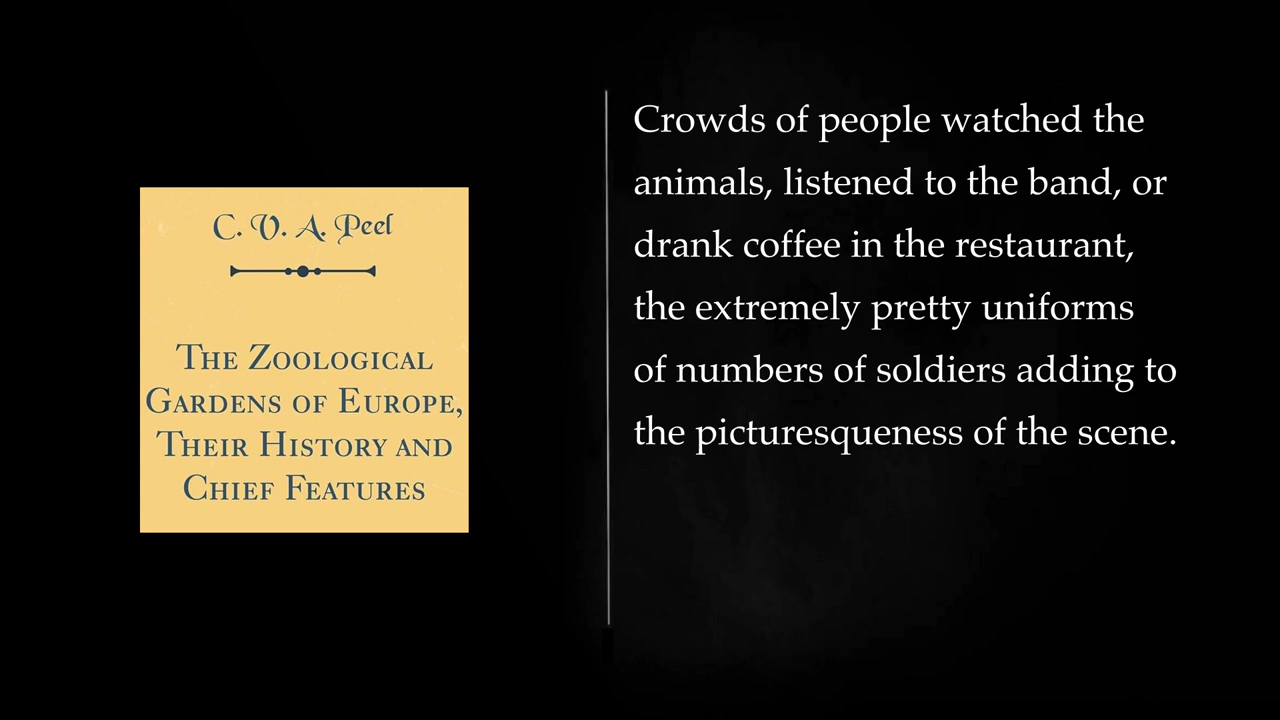 C. V. A. Peel
The Zoological
Gardens of Europe,
Their History and
Chief Features
Crowds of people watched the
animals, listened to the band, or
drank coffee in the restaurant,
the extremely pretty uniforms
of numbers of soldiers adding to
the picturesqueness of the scene.